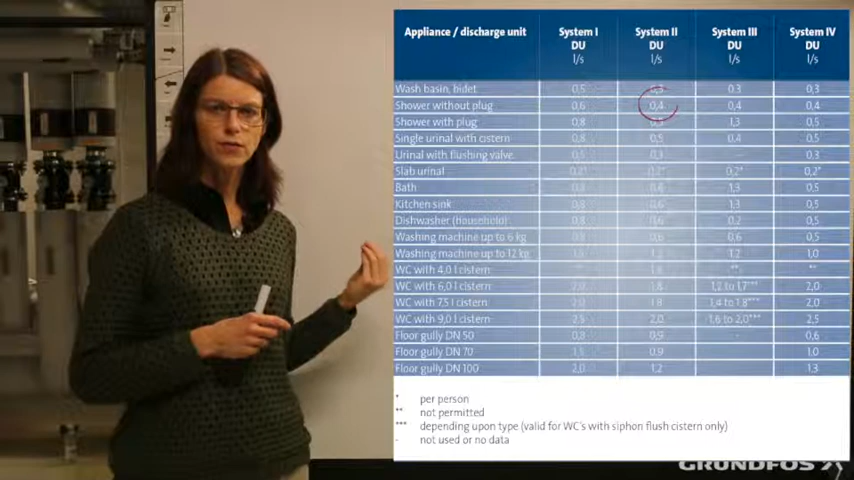 Appliance / discharge unit System I DU l/s System II DU l/s System III DU l/s System IV DU l/s
Wash basin, bidet 0,5 0,3 0,3
Shower without plug 0,6 0,4 0,4 0,4
Shower with plug 0,8 1,3 0,5
Single urinal with cistern 0,8 0,5 0,4 0,5
Urinal with flushing valve 0,3 - 0,3
Slab urinal 0,2* 0,2* 0,2* 0,2*
Bath 1,3 0,5
Kitchen sink 0,8 0,6 1,3 0,5
Dishwasher (household) 0,8 0,6 0,2 0,5
Washing machine up to 6 kg 0,6 0,6 0,5
Washing machine up to 12 kg 1,2 1,2 1,0
WC with 4,0 l cistern 1,8 ** **
WC with 6,0 l cistern 2,0 1,8 1,2 to 1,7*** 2,0
WC with 7,5 l cistern 2,0 1,8 1,4 to 1,8*** 2,0
WC with 9,0 l cistern 2,5 2,0 1,6 to 2,0*** 2,5
Floor gully DN 50 0,8 0,9 - 0,6
Floor gully DN 70 1,5 0,9 1,0
Floor gully DN 100 2,0 1,2 1,3
* per person
** not permitted
*** depending upon type (valid for WC's with siphon flush cistern only)
- not used or no data
GRUNDFOS